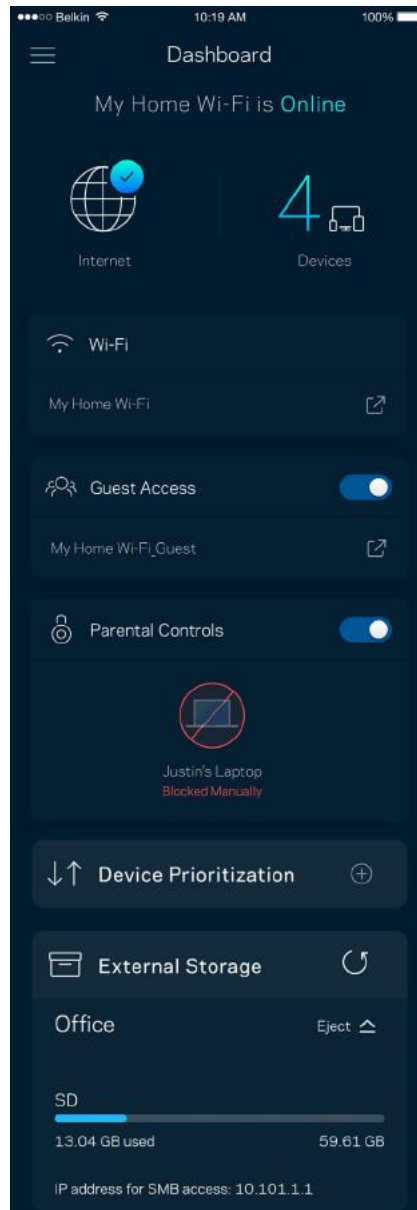 Belkin 10:19 AM 100%
Dashboard
My Home Wi-Fi is Online
4
Internet Devices
Wi-Fi
My Home Wi-Fi
Guest Access
My Home Wi-Fi_Guest
Parental Controls
Justin's Laptop
Blocked Manually
Device Prioritization
External Storage
Office Eject
SD
13.04 GB used 59.61 GB
IP address for SMB access: 10.101.1.1